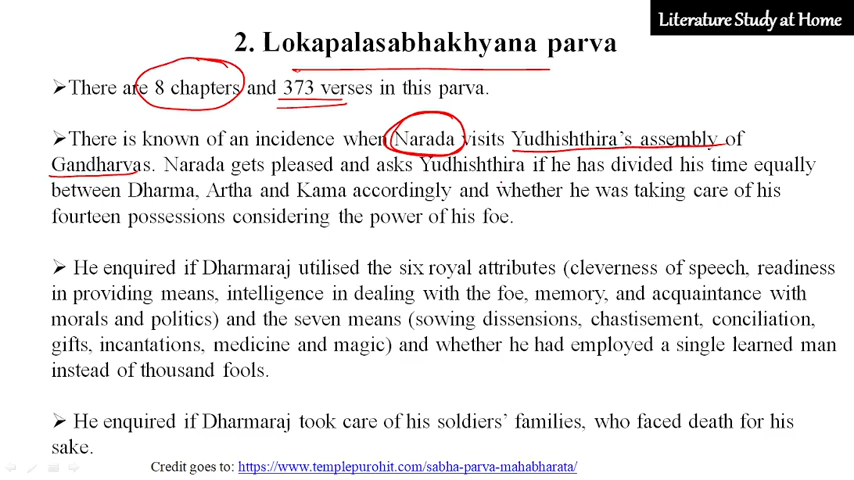 Literature Study at Home
2. Lokapalasabhakhyana parva
➢There are 8 chapters and 373 verses in this parva.
➢There is known of an incidence when Narada visits Yudhishthira's assembly of
Gandharvas. Narada gets pleased and asks Yudhishthira if he has divided his time equally
between Dharma, Artha and Kama accordingly and whether he was taking care of his
fourteen possessions considering the power of his foe.
➢ He enquired if Dharmaraj utilised the six royal attributes (cleverness of speech, readiness
in providing means, intelligence in dealing with the foe, memory, and acquaintance with
morals and politics) and the seven means (sowing dissensions, chastisement, conciliation,
gifts, incantations, medicine and magic) and whether he had employed a single learned man
instead of thousand fools.
➢ He enquired if Dharmaraj took care of his soldiers' families, who faced death for his
sake.
Credit goes to: https://www.templepurohit.com/sabha-parva-mahabharata/